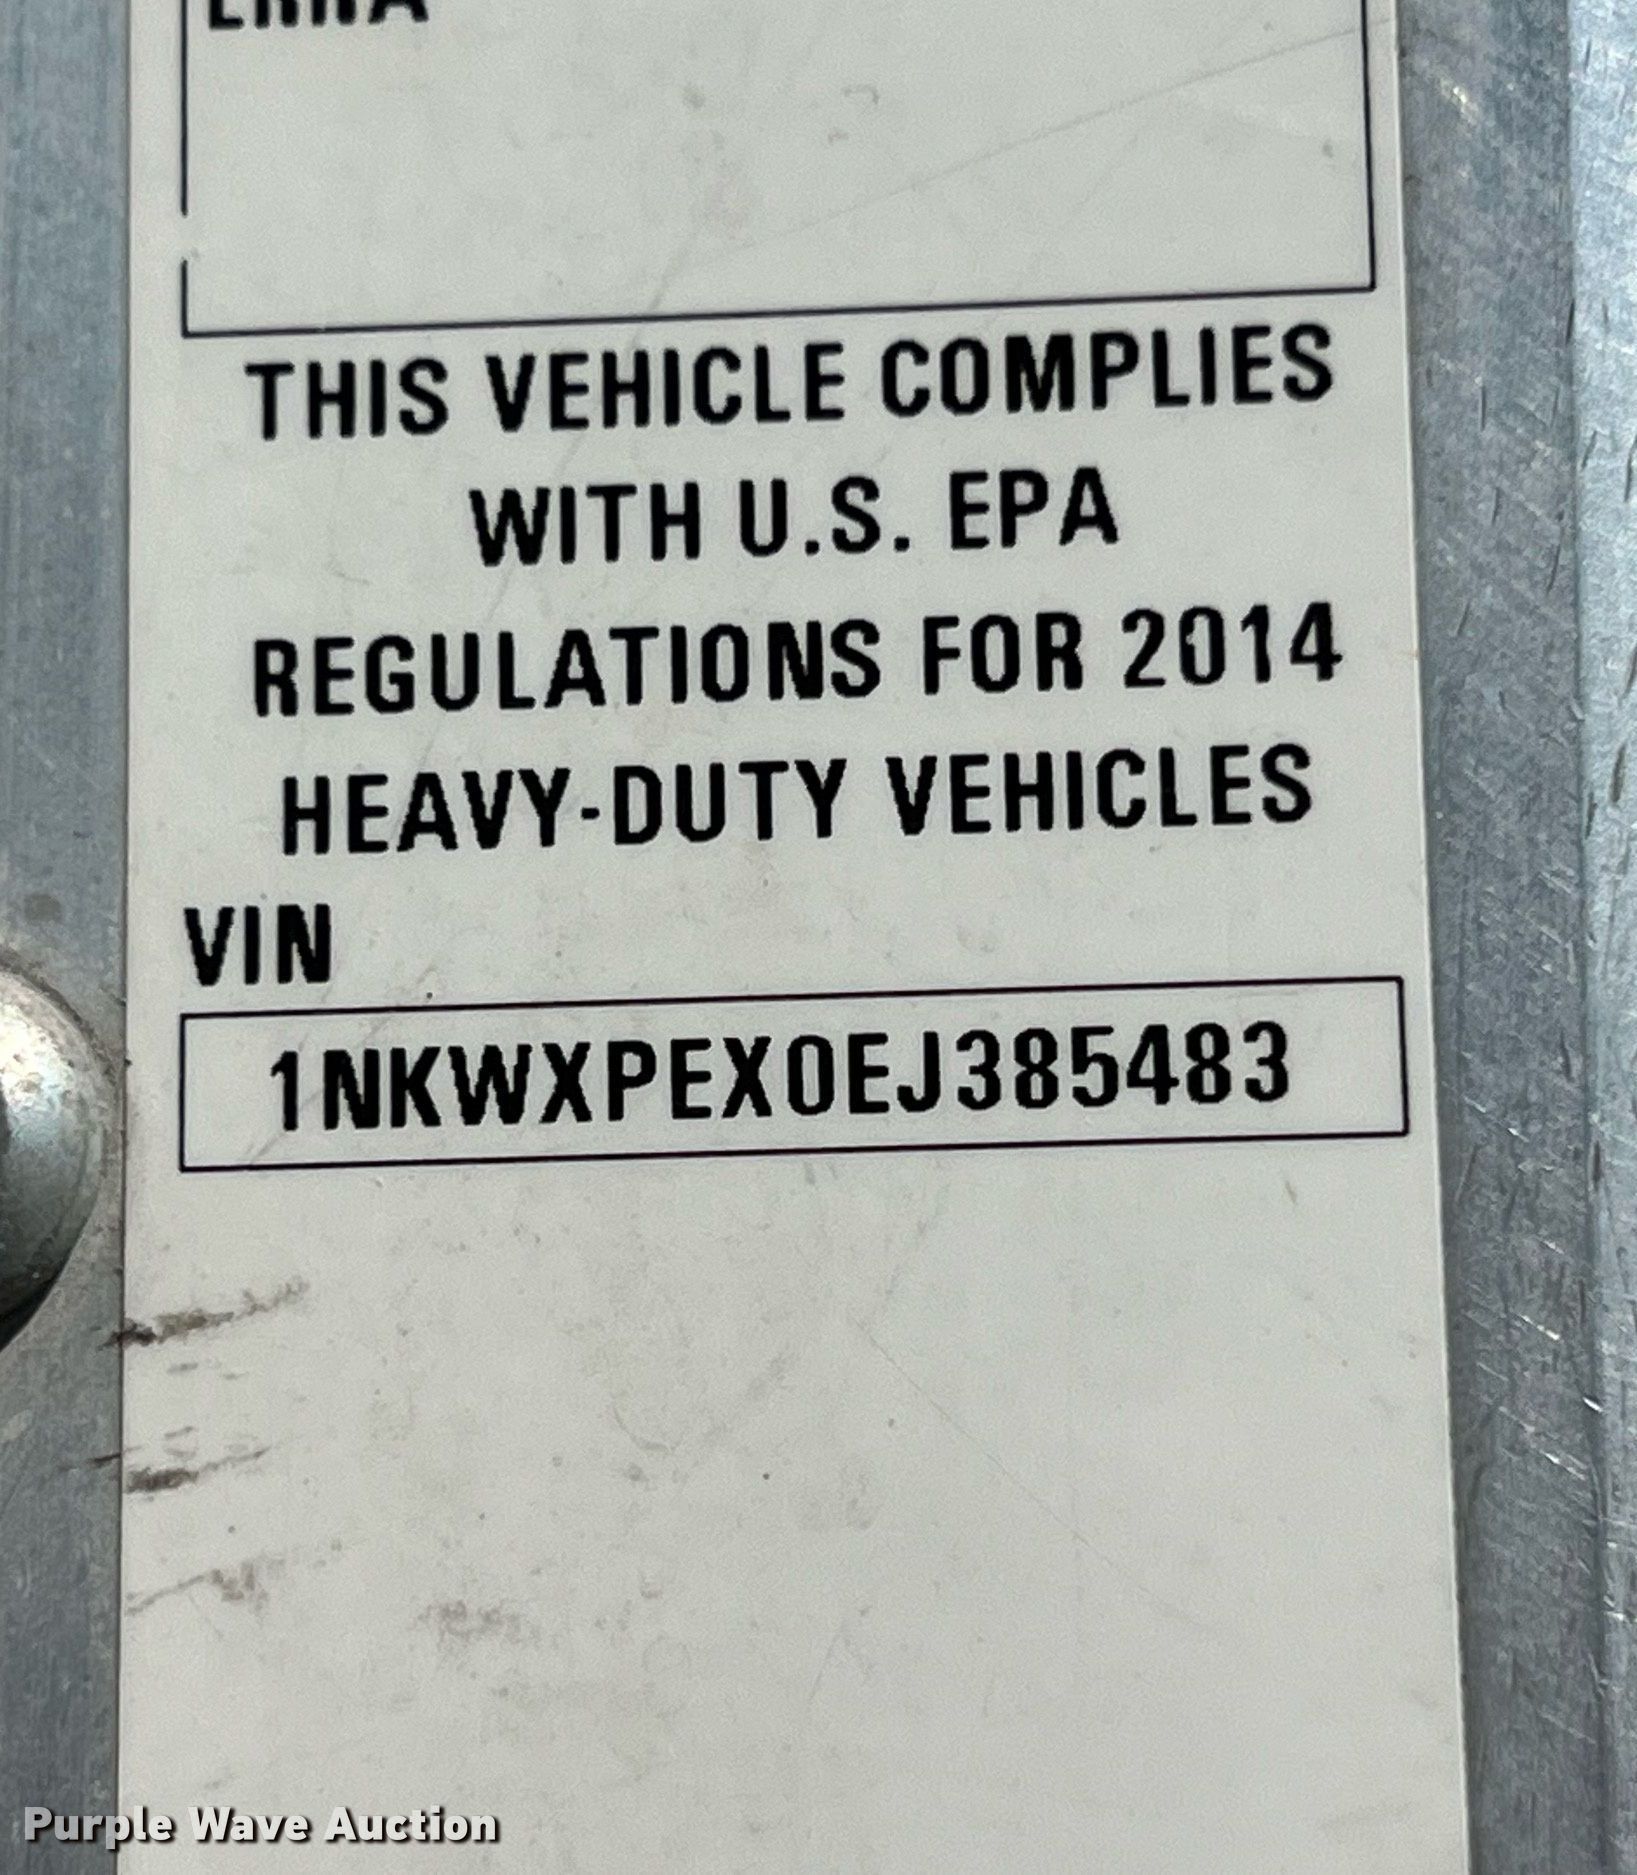 THIS VEHICLE COMPLIES
WITH U.S. EPA
REGULATIONS FOR 2014
HEAVY-DUTY VEHICLES
VIN
1NKWXPEX0EJ385483
Purple Wave Auction